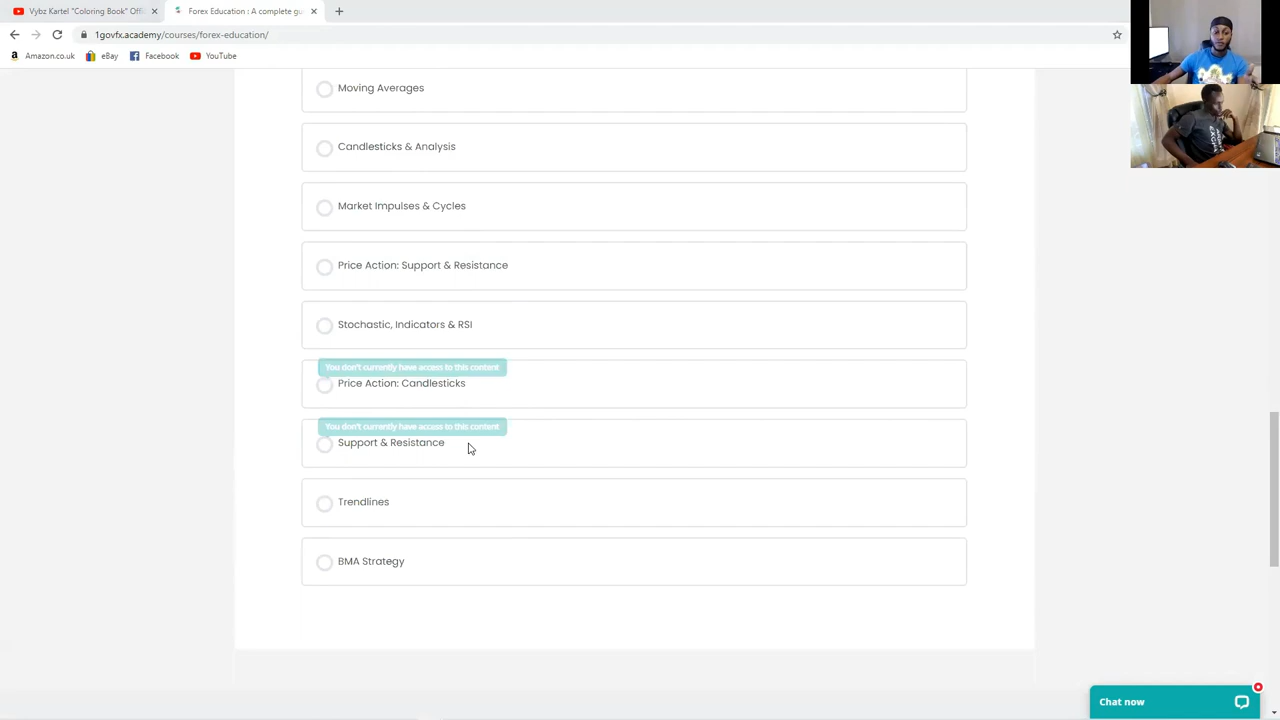 Vybz Kartel "Coloring Book" Offi
Forex Education : A complete gu
1govfx.academy/courses/forex-education/
Amazon.co.uk
eBay
Facebook
YouTube
Moving Averages
Candlesticks & Analysis
Market Impulses & Cycles
Price Action: Support & Resistance
Stochastic, Indicators & RSI
You don't currently have access to this content
Price Action: Candlesticks
You don't currently have access to this content
Support & Resistance
Trendlines
BMA Strategy
Chat now